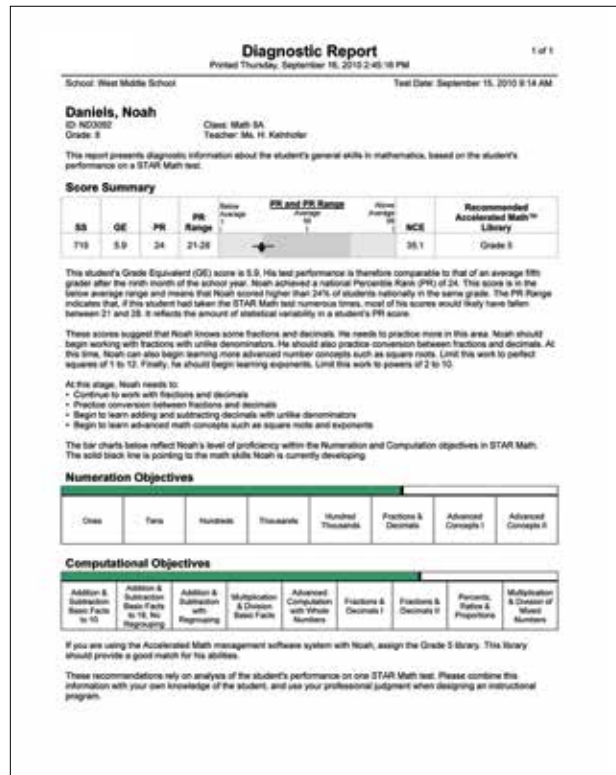 Diagnostic Report
1 of 1
Printed Thursday, September 16, 2010 2:45:16 PM
School: West Middle School
Test Date: September 15, 2010 9:14 AM
Daniels, Noah
ID: ND3092
Class: Math 8A
Grade: 8
Teacher: Ms. H.
This report presents diagnostic information about the student's general skills in mathematics, based on the student's
performance on a STAR Math test.
Score Summary
SS GE PR PR Range Below Average PR and PR Range Average Above Average NCE Recommended Accelerated Math™ Library
719 5.9 24 21-28 35.1 Grade 5
This student's Grade Equivalent (GE) score is 5.9. His test performance is therefore comparable to that of an average fifth
grader after the ninth month of the school year. Noah achieved a national Percentile Rank (PR) of 24. This score is in the
below average range and means that Noah scored higher than 24% of students nationally in the same grade. The PR Range
indicates that, if this student had taken the STAR Math test numerous times, most of his scores would likely have fallen
between 21 and 28. It reflects the amount of statistical variability in a student's PR score.
These scores suggest that Noah knows some fractions and decimals. He needs to practice more in this area. Noah should
begin working with fractions with unlike denominators. He should also practice conversion between fractions and decimals. At
this time, Noah can also begin learning more advanced number concepts such as square roots. Limit this work to perfect
squares of 1 to 12. Finally, he should begin learning exponents. Limit this work to powers of 2 to 10.
At this stage, Noah needs to:
• Continue to work with fractions and decimals
• Practice conversion between fractions and decimals
• Begin to learn adding and subtracting decimals with unlike denominators
• Begin to learn advanced math concepts such as square roots and exponents
The bar charts below reflect Noah's level of proficiency within the Numeration and Computation objectives in STAR Math.
The solid black line is pointing to the math skills Noah is currently developing.
Numeration Objectives
Ones Tens Hundreds Thousands Hundred Thousands Fractions & Decimals Advanced Concepts I Advanced Concepts II
Computational Objectives
Addition & Subtraction Basic Facts to 10 Addition & Subtraction Basic Facts to 18, No Regrouping Addition & Subtraction with Regrouping Multiplication & Division Basic Facts Advanced Computation with Whole Numbers Fractions & Decimals I Fractions & Decimals II Percents, Ratios & Proportions Multiplication & Division of Mixed Numbers
If you are using the Accelerated Math management software system with Noah, assign the Grade 5 library. This library
should provide a good match for his abilities.
These recommendations rely on analysis of the student's performance on one STAR Math test. Please combine this
information with your own knowledge of the student, and use your professional judgment when designing an instructional
program.